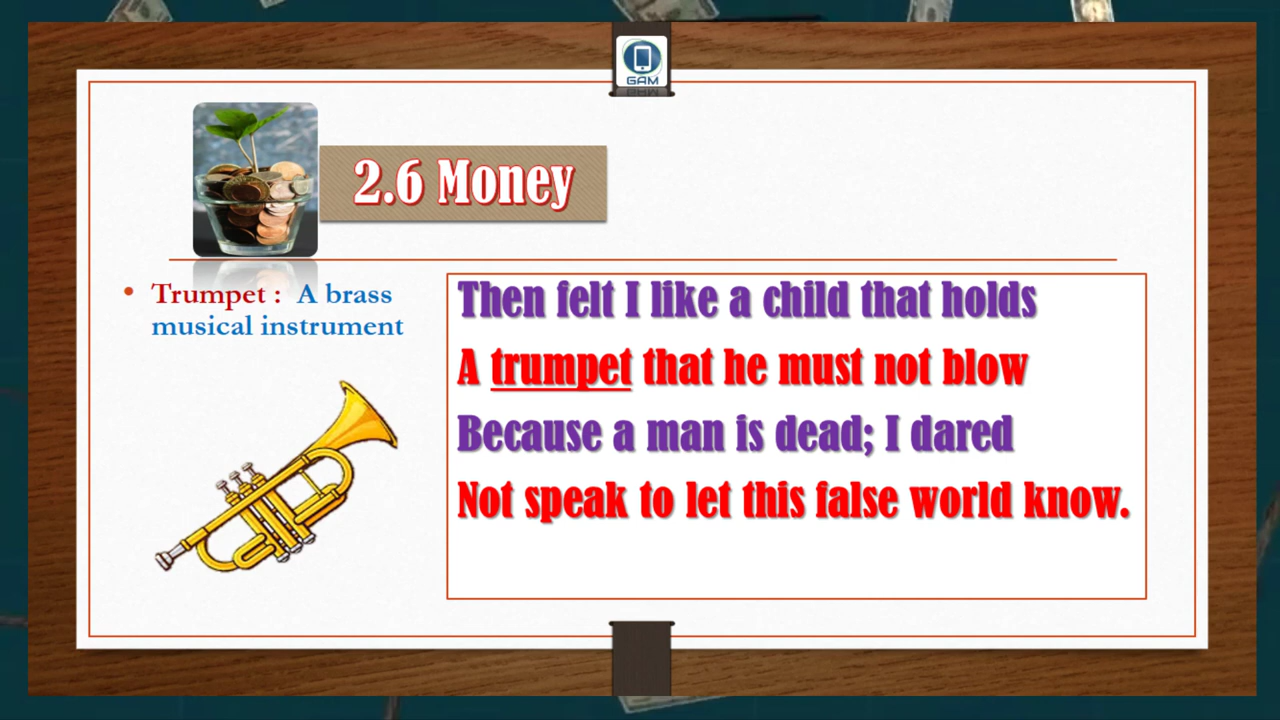 GAM
2.6 Money
• Trumpet : A brass
musical instrument
Then felt I like a child that holds
A trumpet that he must not blow
Because a man is dead; I dared
Not speak to let this false world know.